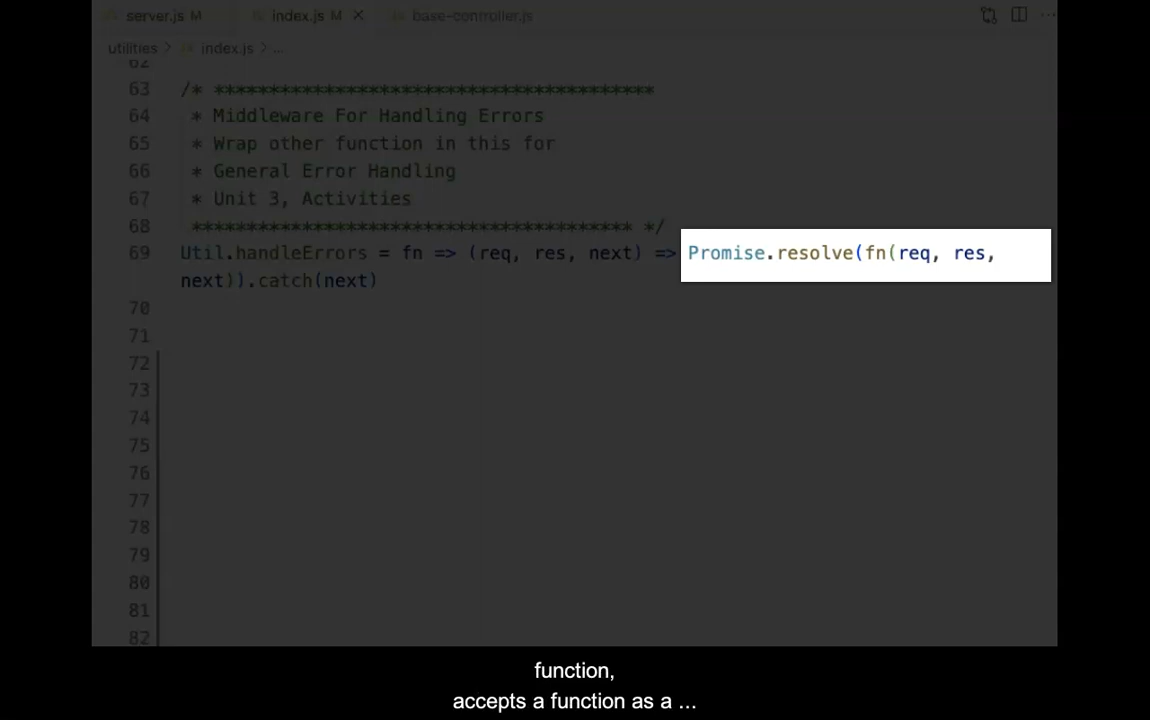 server.js M index.js M × base-controller.js
utilities > index.js > ...
62
63 /* ****************************************
64 * Middleware For Handling Errors
65 * Wrap other function in this for
66 * General Error Handling
67 * Unit 3, Activities
68 **************************************** */
69 Util.handleErrors = fn => (req, res, next) => Promise.resolve(fn(req, res,
next)).catch(next)
70
71
72
73
74
75
76
77
78
79
80
81
82
function,
accepts a function as a ...